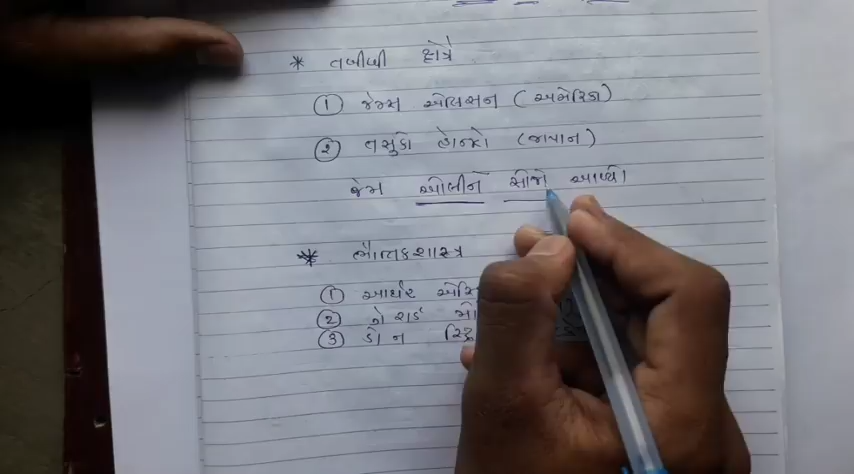 * તબીબી ક્ષેત્રે
① જેમ્સ એલિસન (અમેરિકા)
② તસુકો હોન્જો (જાપાન)
જેમ ઓલીને સોજો આપ્યો
* ભૌતિકશાસ્ત્ર
① આર્થર
②
③ ડોન